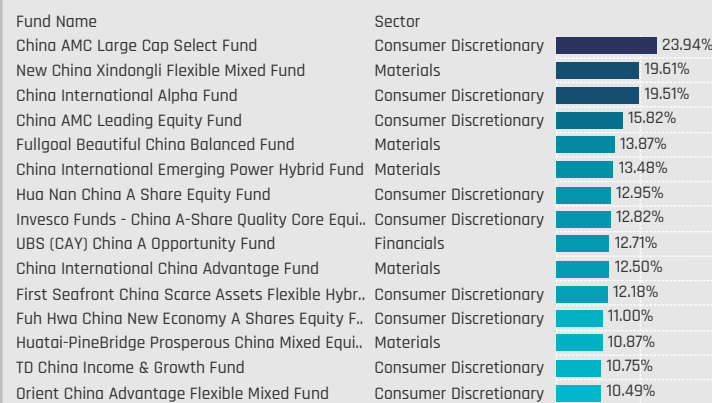 Fund Name Sector
China AMC Large Cap Select Fund Consumer Discretionary 23.94%
New China Xindongli Flexible Mixed Fund Materials 19.61%
China International Alpha Fund Consumer Discretionary 19.51%
China AMC Leading Equity Fund Consumer Discretionary 15.82%
Fullgoal Beautiful China Balanced Fund Materials 13.87%
China International Emerging Power Hybrid Fund Materials 13.48%
Hua Nan China A Share Equity Fund Consumer Discretionary 12.95%
Invesco Funds - China A-Share Quality Core Equi.. Consumer Discretionary 12.82%
UBS (CAY) China A Opportunity Fund Financials 12.71%
China International China Advantage Fund Materials 12.50%
First Seafront China Scarce Assets Flexible Hybr.. Consumer Discretionary 12.18%
Fuh Hwa China New Economy A Shares Equity F.. Consumer Discretionary 11.00%
Huatai-PineBridge Prosperous China Mixed Equi.. Materials 10.87%
TD China Income & Growth Fund Consumer Discretionary 10.75%
Orient China Advantage Flexible Mixed Fund Consumer Discretionary 10.49%